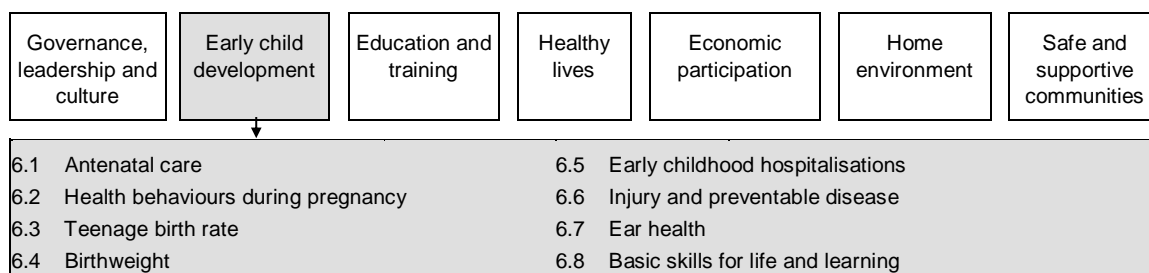 Governance,
leadership and
culture
Early child
development
Education and
training
Healthy
lives
Economic
participation
Home
environment
Safe and
supportive
communities
6.1 Antenatal care
6.2 Health behaviours during pregnancy
6.3 Teenage birth rate
6.4 Birthweight
6.5 Early childhood hospitalisations
6.6 Injury and preventable disease
6.7 Ear health
6.8 Basic skills for life and learning